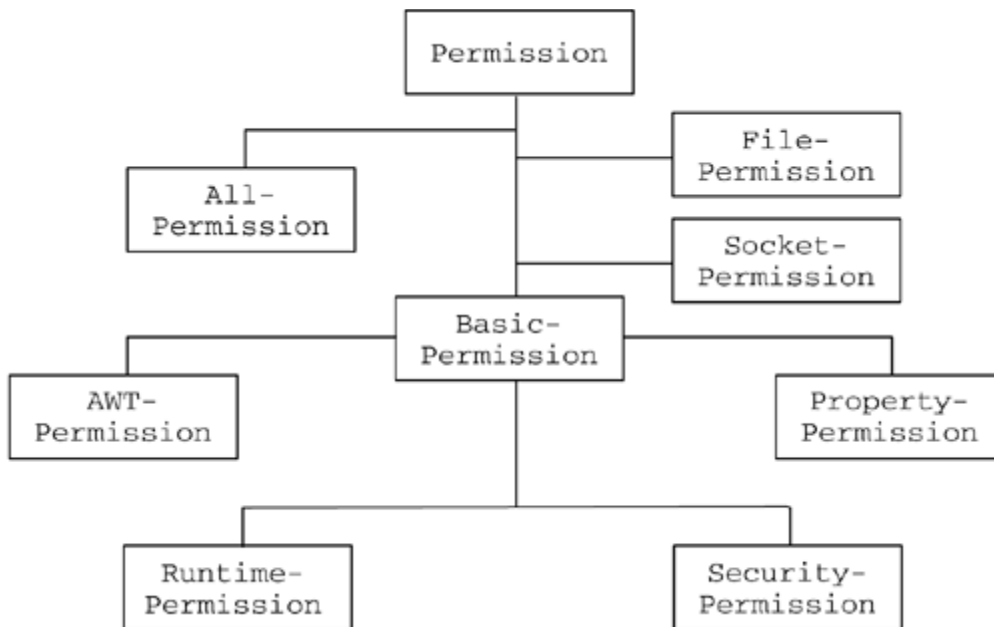 Permission
File-
Permission
All-
Permission
Socket-
Permission
Basic-
Permission
AWT-
Permission
Property-
Permission
Runtime-
Permission
Security-
Permission